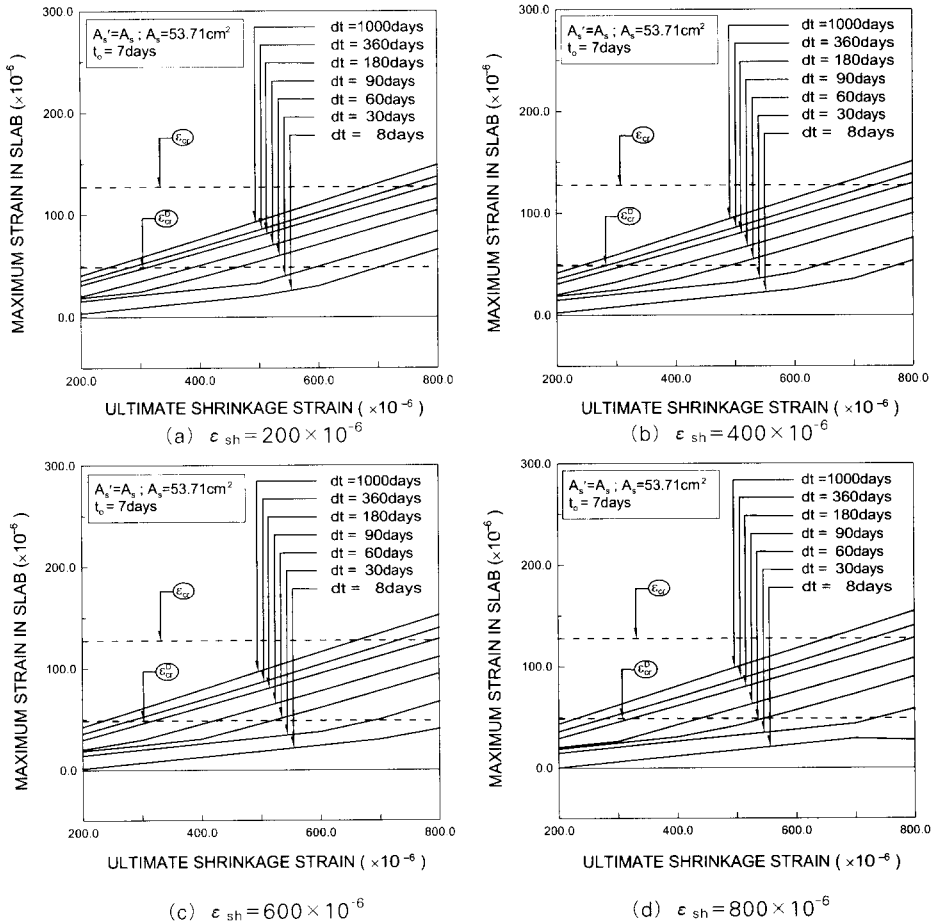 A_s'=A_s ; A_s=53.71cm²
t_o = 7days
dt = 1000days
dt = 360days
dt = 180days
dt = 90days
dt = 60days
dt = 30days
dt = 8days
ε_cr
ε_cr^D
MAXIMUM STRAIN IN SLAB (×10⁻⁶)
300.0
200.0
100.0
0.0
200.0
400.0
600.0
800.0
ULTIMATE SHRINKAGE STRAIN (×10⁻⁶)
(a) ε_sh=200×10⁻⁶
A_s'=A_s ; A_s=53.71cm²
t_o = 7days
dt = 1000days
dt = 360days
dt = 180days
dt = 90days
dt = 60days
dt = 30days
dt = 8days
ε_cr
ε_cr^D
MAXIMUM STRAIN IN SLAB (×10⁻⁶)
300.0
200.0
100.0
0.0
200.0
400.0
600.0
800.0
ULTIMATE SHRINKAGE STRAIN (×10⁻⁶)
(b) ε_sh=400×10⁻⁶
A_s'=A_s ; A_s=53.71cm²
t_o = 7days
dt = 1000days
dt = 360days
dt = 180days
dt = 90days
dt = 60days
dt = 30days
dt = 8days
ε_cr
ε_cr^D
MAXIMUM STRAIN IN SLAB (×10⁻⁶)
300.0
200.0
100.0
0.0
200.0
400.0
600.0
800.0
ULTIMATE SHRINKAGE STRAIN (×10⁻⁶)
(c) ε_sh=600×10⁻⁶
A_s'=A_s ; A_s=53.71cm²
t_o = 7days
dt = 1000days
dt = 360days
dt = 180days
dt = 90days
dt = 60days
dt = 30days
dt = 8days
ε_cr
ε_cr^D
MAXIMUM STRAIN IN SLAB (×10⁻⁶)
300.0
200.0
100.0
0.0
200.0
400.0
600.0
800.0
ULTIMATE SHRINKAGE STRAIN (×10⁻⁶)
(d) ε_sh=800×10⁻⁶